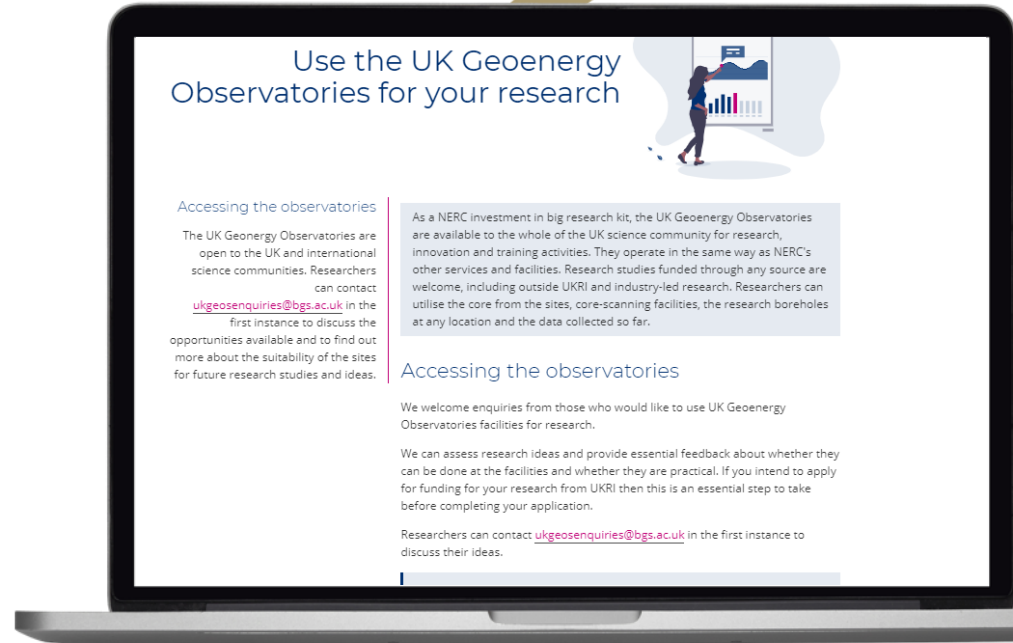 Use the UK Geoenergy
Observatories for your research
Accessing the observatories
The UK Geonergy Observatories are
open to the UK and international
science communities. Researchers
can contact
ukgeosenquiries@bgs.ac.uk in the
first instance to discuss the
opportunities available and to find out
more about the suitability of the sites
for future research studies and ideas.
As a NERC investment in big research kit, the UK Geoenergy Observatories
are available to the whole of the UK science community for research,
innovation and training activities. They operate in the same way as NERC's
other services and facilities. Research studies funded through any source are
welcome, including outside UKRI and industry-led research. Researchers can
utilise the core from the sites, core-scanning facilities, the research boreholes
at any location and the data collected so far.
Accessing the observatories
We welcome enquiries from those who would like to use UK Geoenergy
Observatories facilities for research.
We can assess research ideas and provide essential feedback about whether they
can be done at the facilities and whether they are practical. If you intend to apply
for funding for your research from UKRI then this is an essential step to take
before completing your application.
Researchers can contact ukgeosenquiries@bgs.ac.uk in the first instance to
discuss their ideas.